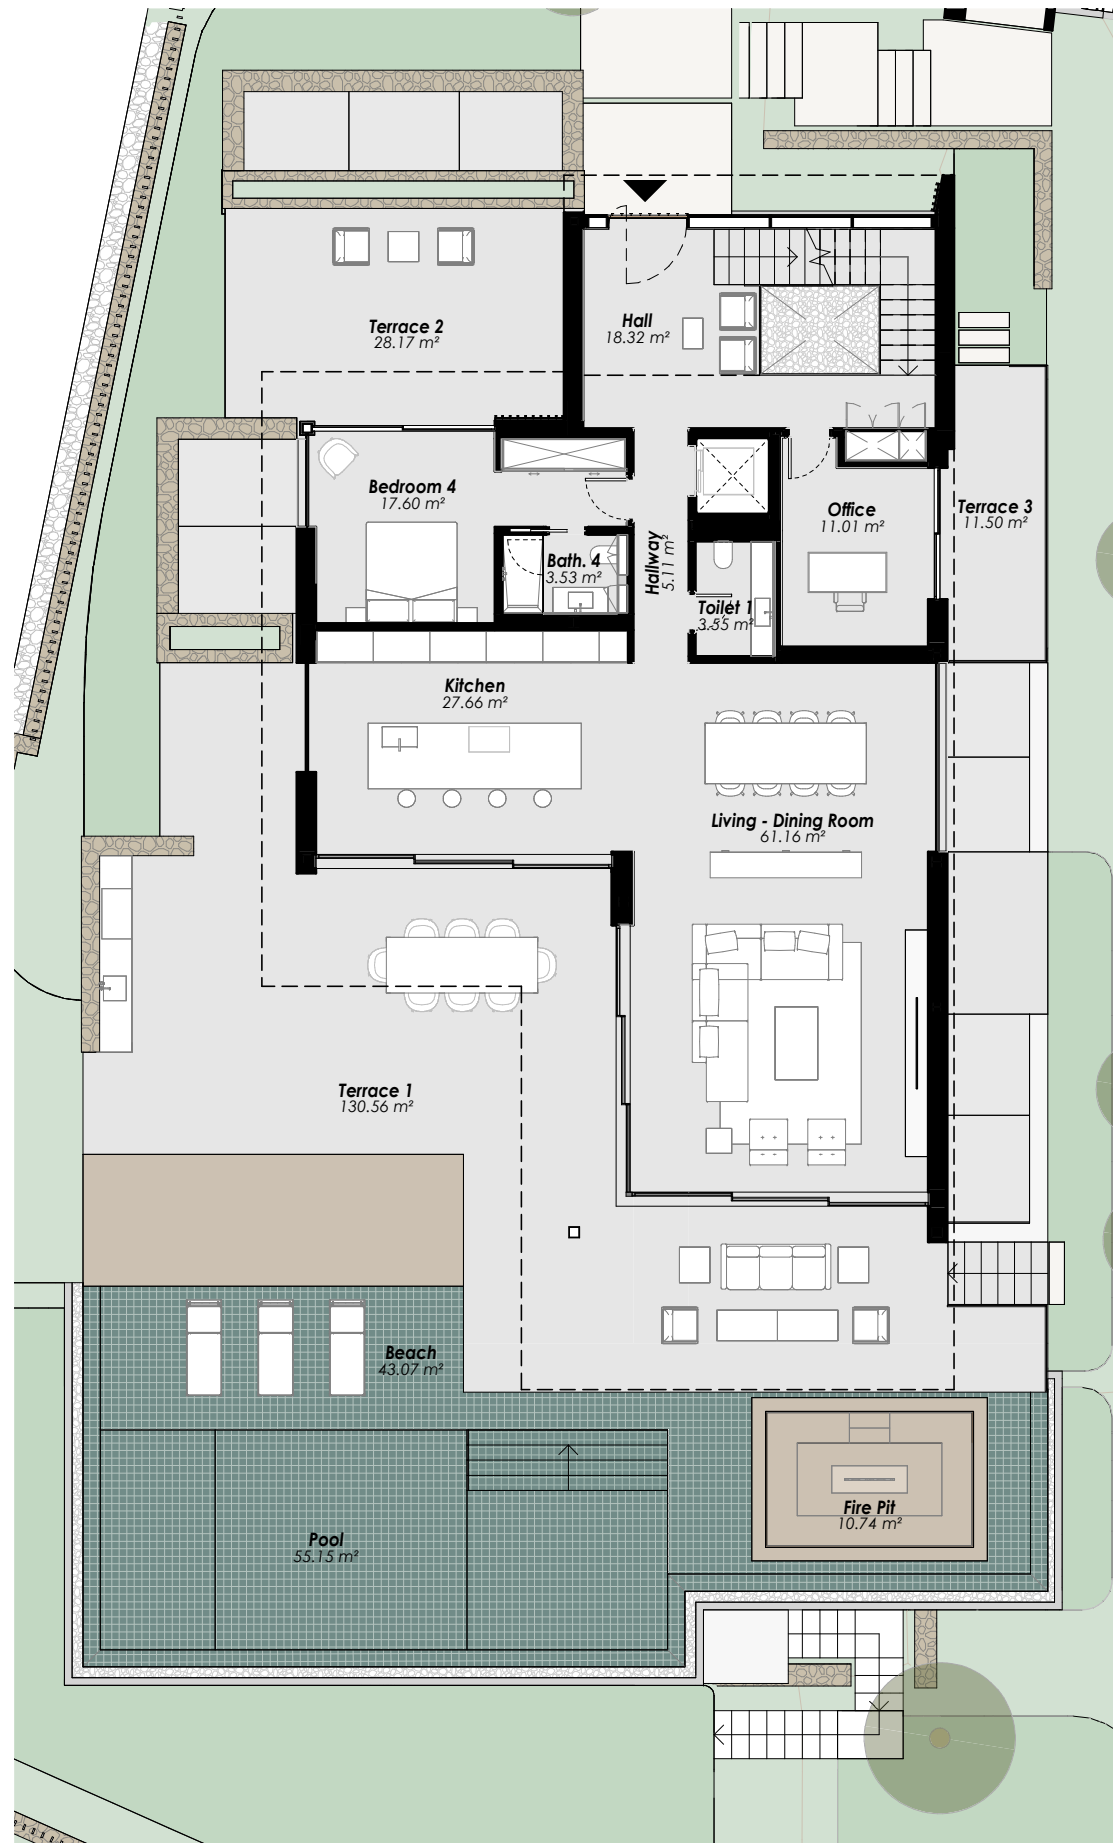 Terrace 2
28.17 m²
Hall
18.32 m²
Bedroom 4
17.60 m²
Office
11.01 m²
Terrace 3
11.50 m²
Bath. 4
3.53 m²
Hallway
5.11 m²
Toilet 1
3.55 m²
Kitchen
27.66 m²
Living - Dining Room
61.16 m²
Terrace 1
130.56 m²
Beach
43.07 m²
Fire Pit
10.74 m²
Pool
55.15 m²